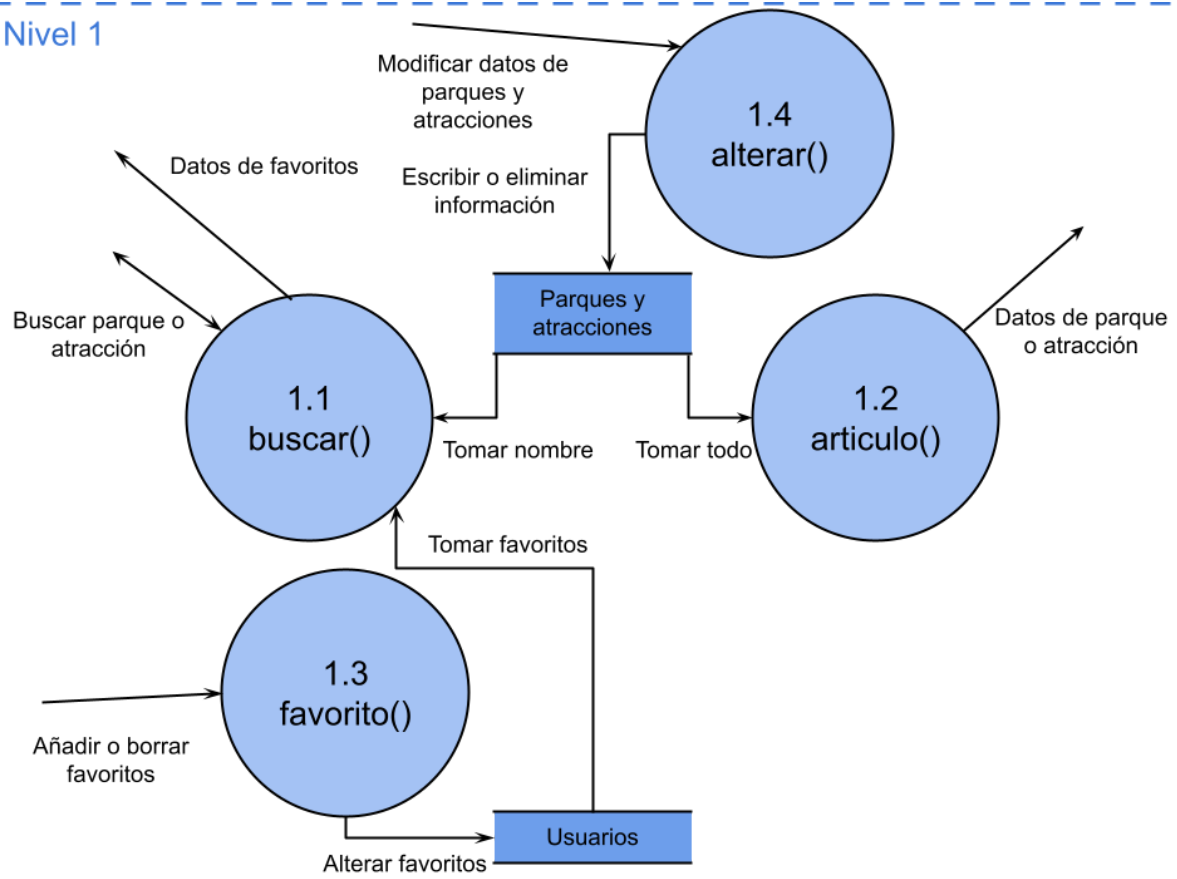 Nivel 1
Modificar datos de
parques y
atracciones
1.4
alterar()
Datos de favoritos
Escribir o eliminar
información
Parques y
atracciones
Buscar parque o
atracción
Datos de parque
o atracción
1.1
buscar()
1.2
articulo()
Tomar nombre
Tomar todo
Tomar favoritos
1.3
favorito()
Añadir o borrar
favoritos
Usuarios
Alterar favoritos